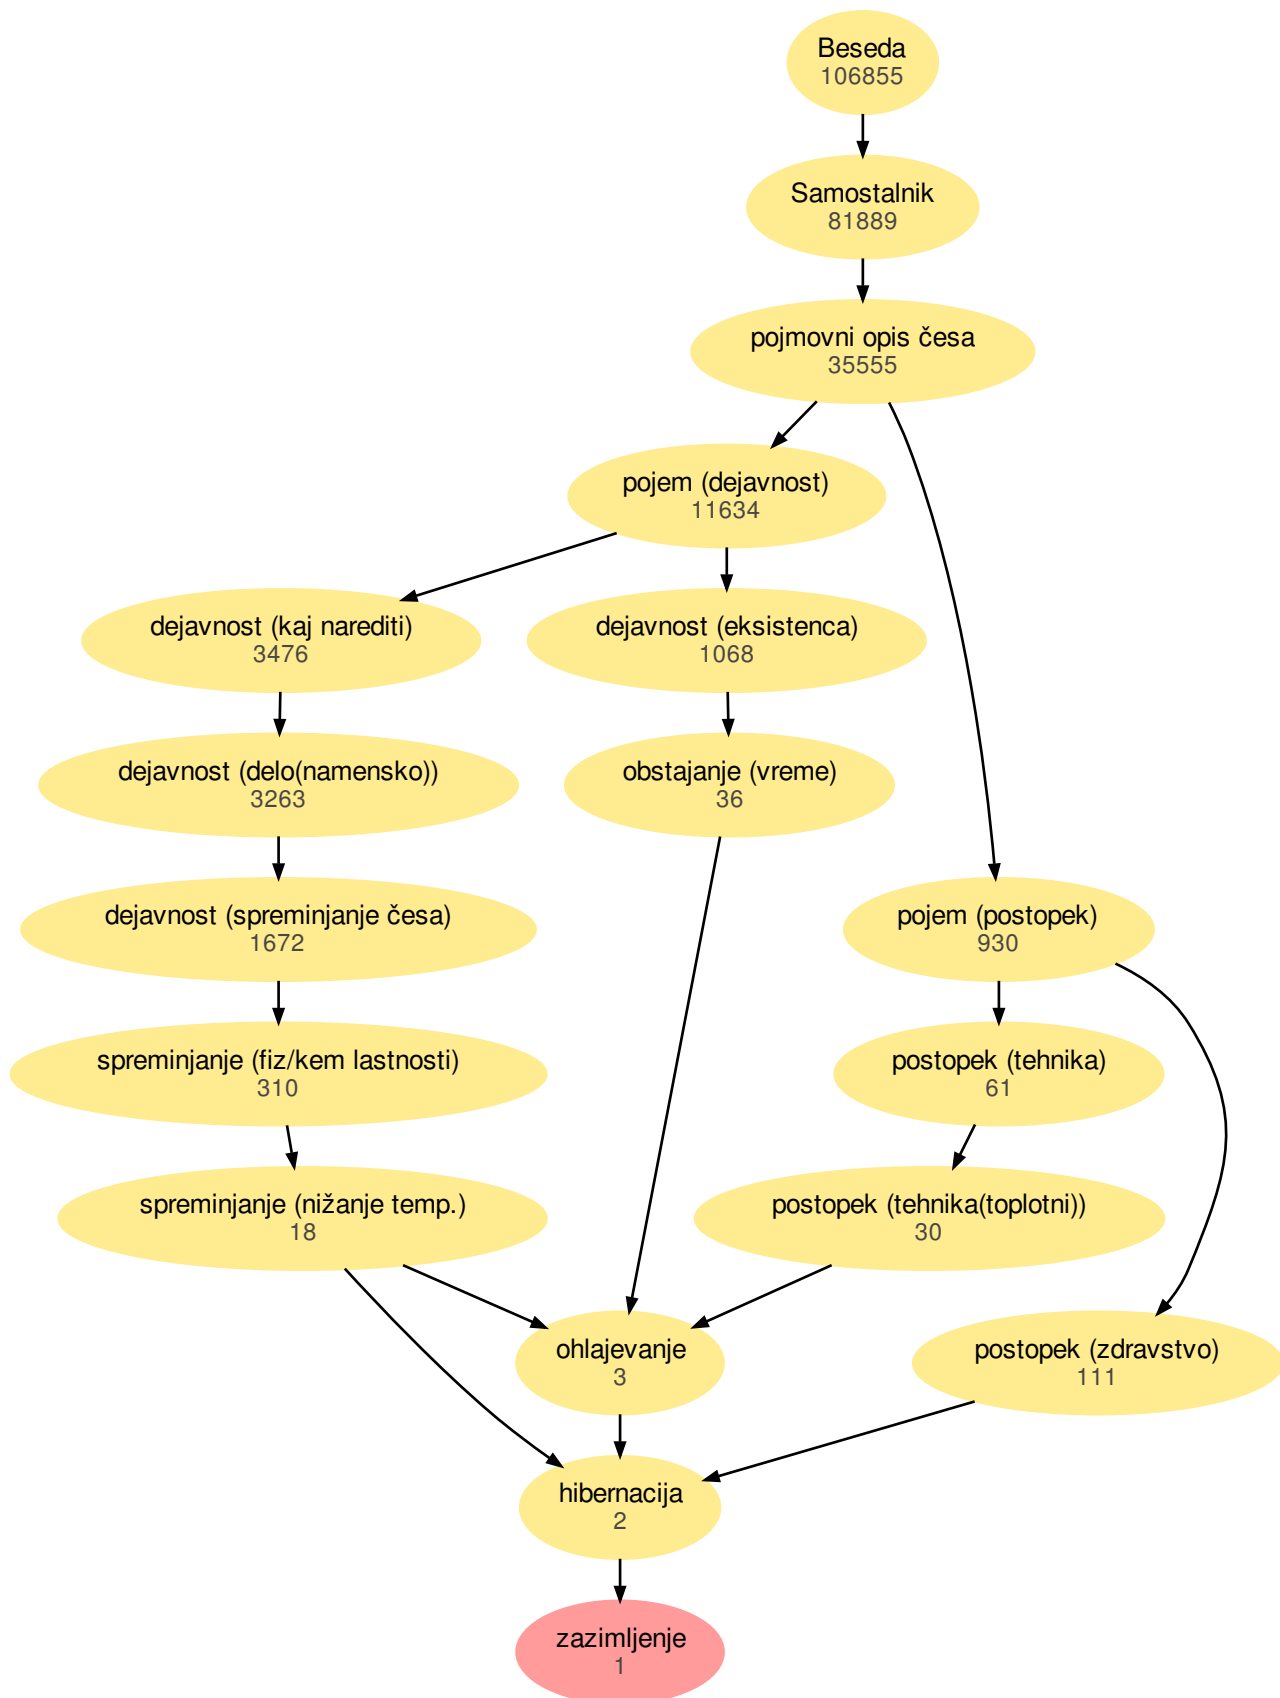 Beseda
106855
Samostalnik
81889
pojmovni opis česa
35555
pojem (dejavnost)
11634
dejavnost (kaj narediti)
3476
dejavnost (eksistenca)
1068
dejavnost (delo(namensko))
3263
obstajanje (vreme)
36
dejavnost (spreminjanje česa)
1672
pojem (postopek)
930
spreminjanje (fiz/kem lastnosti)
310
postopek (tehnika)
61
spreminjanje (nižanje temp.)
18
postopek (tehnika(toplotni))
30
ohlajevanje
3
postopek (zdravstvo)
111
hibernacija
2
zazimljenje
1